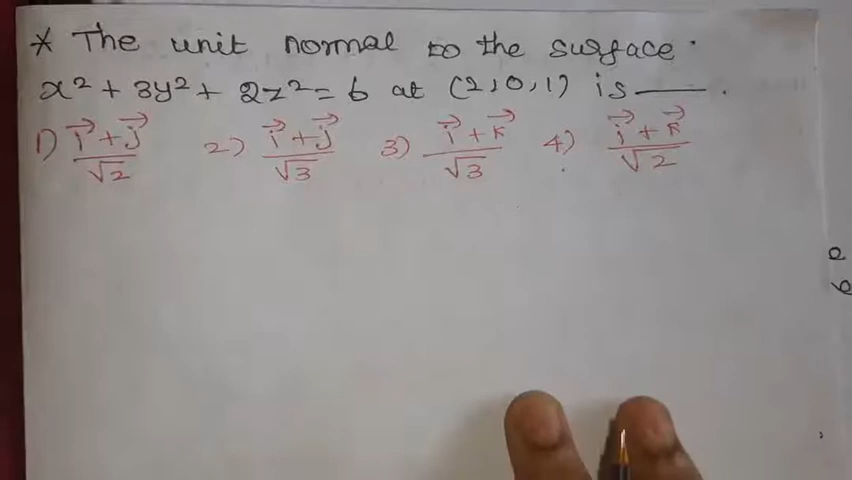 * The unit normal to the surface
x² + 3y² + 2z² = 6 at (2,0,1) is ____.
1) (i⃗ + j⃗)/√2 2) (i⃗ + j⃗)/√3 3) (i⃗ + k⃗)/√3 4) (i⃗ + k⃗)/√2